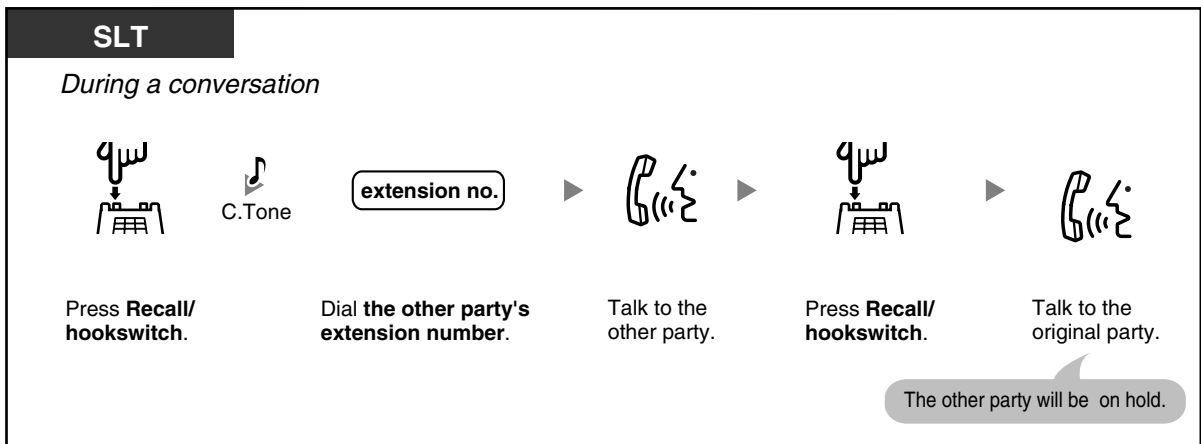 SLT
During a conversation
C.Tone
extension no.
Press Recall/
hookswitch.
Dial the other party's
extension number.
Talk to the
other party.
Press Recall/
hookswitch.
Talk to the
original party.
The other party will be on hold.